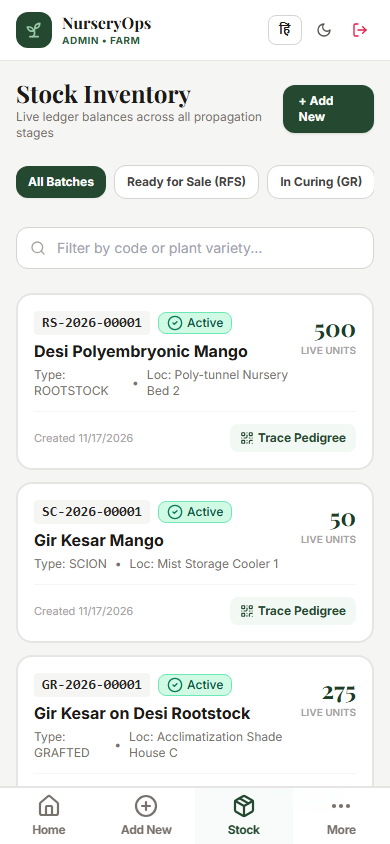 NurseryOps
ADMIN • FARM
हिं
Stock Inventory
Live ledger balances across all propagation
stages
+ Add
New
All Batches
Ready for Sale (RFS)
In Curing (GR)
Filter by code or plant variety...
RS-2026-00001
Active
500
LIVE UNITS
Desi Polyembryonic Mango
Type:
ROOTSTOCK
•
Loc: Poly-tunnel Nursery
Bed 2
Created 11/17/2026
Trace Pedigree
SC-2026-00001
Active
50
LIVE UNITS
Gir Kesar Mango
Type: SCION • Loc: Mist Storage Cooler 1
Created 11/17/2026
Trace Pedigree
GR-2026-00001
Active
275
LIVE UNITS
Gir Kesar on Desi Rootstock
Type:
GRAFTED
•
Loc: Acclimatization Shade
House C
Home
Add New
Stock
More